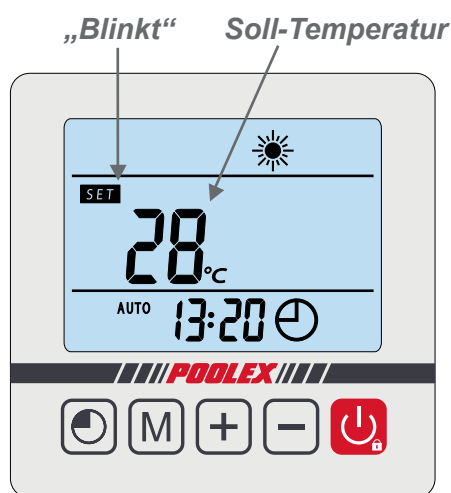 „Blinkt“ Soll-Temperatur
SET
28°C
AUTO 13:20
POOLEX
M + −